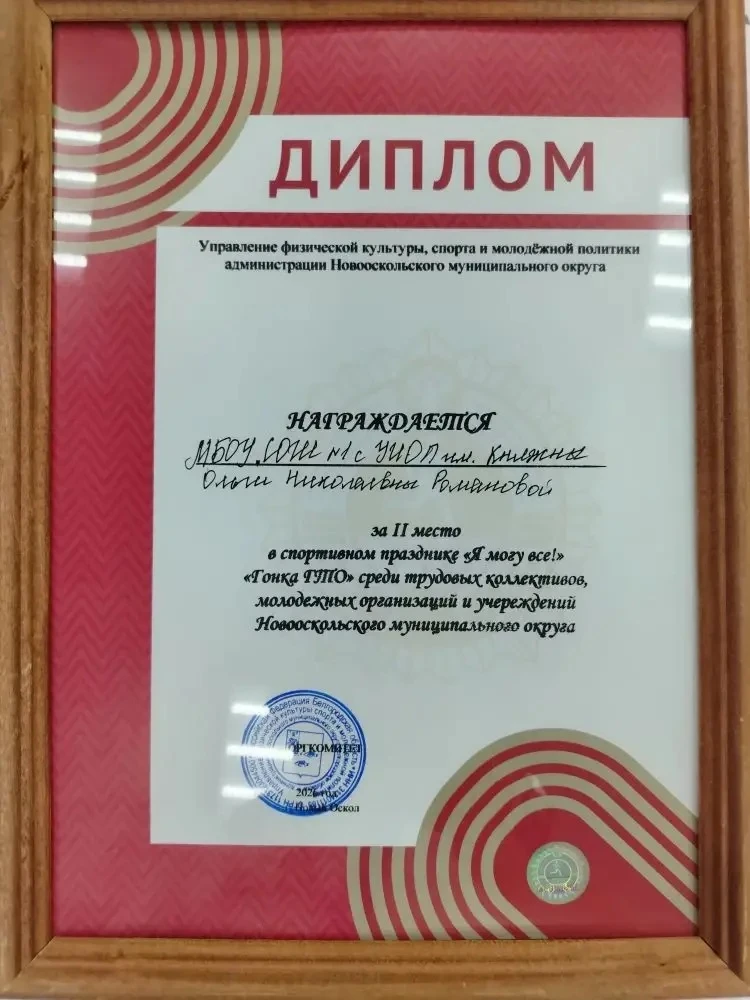 ДИПЛОМ
Управление физической культуры, спорта и молодёжной политики
администрации Новооскольского муниципального округа
НАГРАЖДАЕТСЯ
МБОУ СОШ №1 с УИОП им. Княжны
Ольги Николаевны Романовой
за II место
в спортивном празднике «Я могу все!»
«Гонка ГТО» среди трудовых коллективов,
молодежных организаций и учереждений
Новооскольского муниципального округа
ОРГКОМИТЕТ
год
Новый Оскол